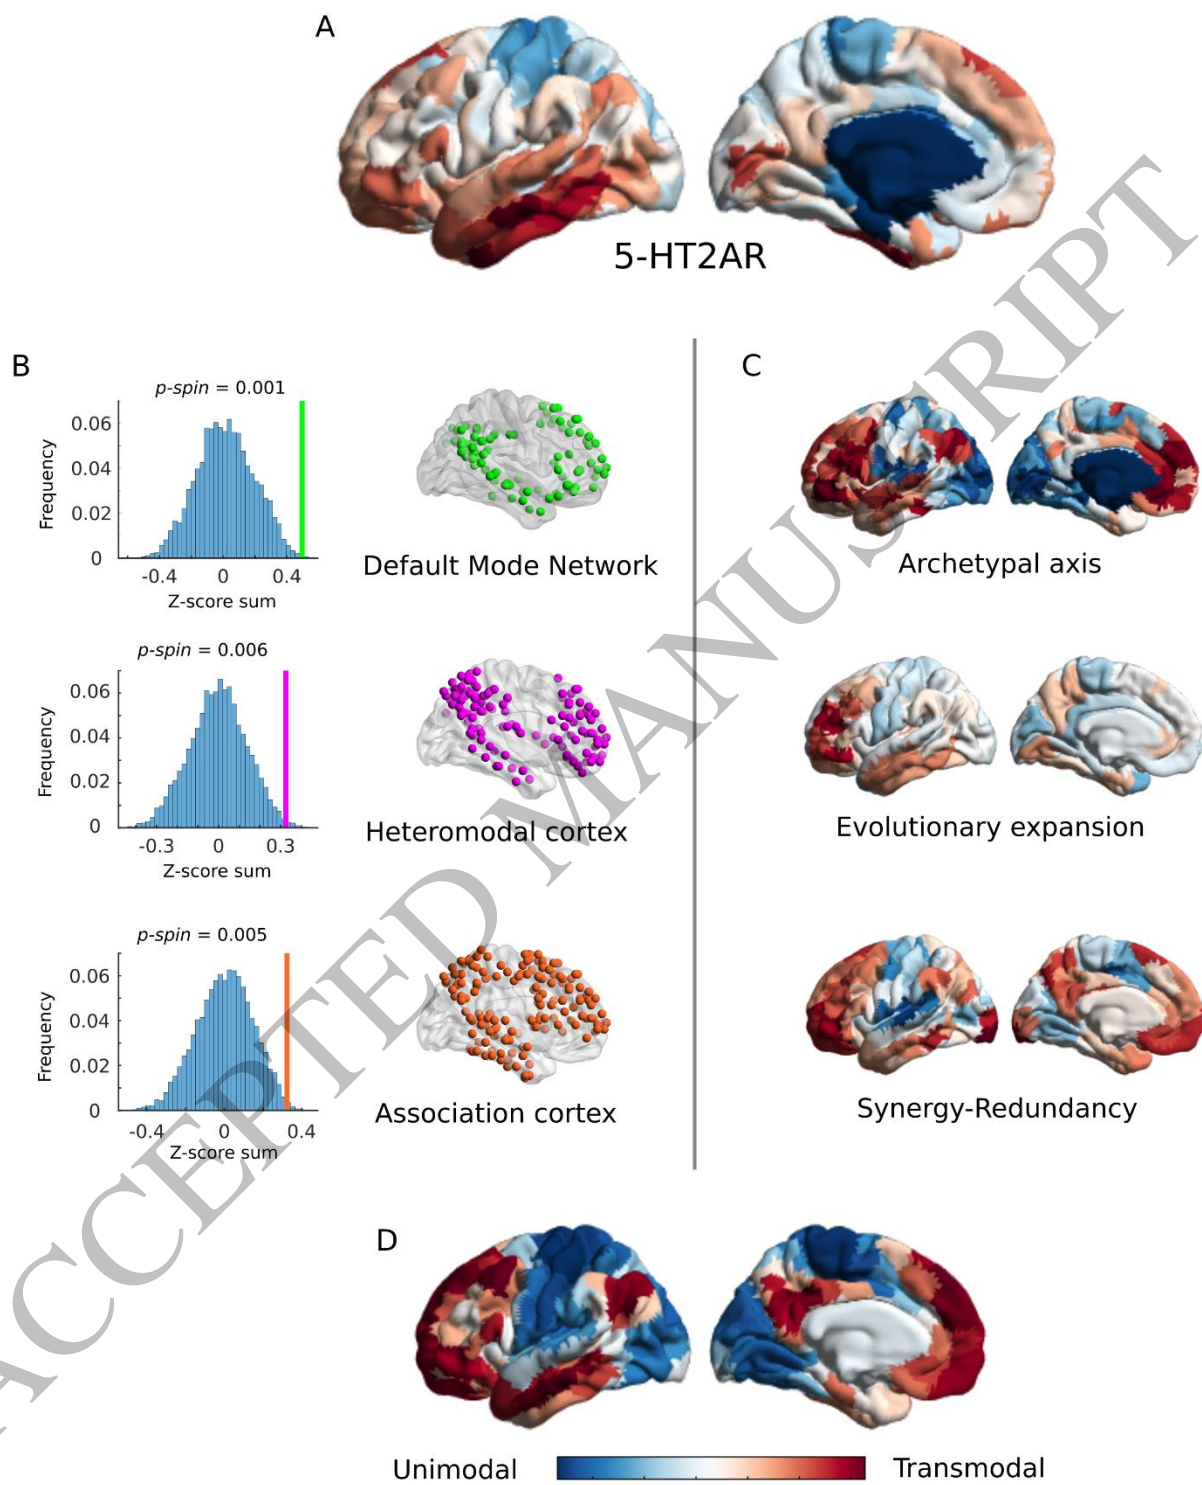 A
5-HT2AR
B
p-spin = 0.001
0.06
0.04
0.02
0
Frequency
-0.4 0 0.4
Z-score sum
Default Mode Network
p-spin = 0.006
0.06
0.04
0.02
0
Frequency
-0.3 0 0.3
Z-score sum
Heteromodal cortex
p-spin = 0.005
0.06
0.04
0.02
0
Frequency
-0.4 0 0.4
Z-score sum
Association cortex
C
Archetypal axis
Evolutionary expansion
Synergy-Redundancy
D
Unimodal Transmodal
ACCEPTED MANUSCRIPT